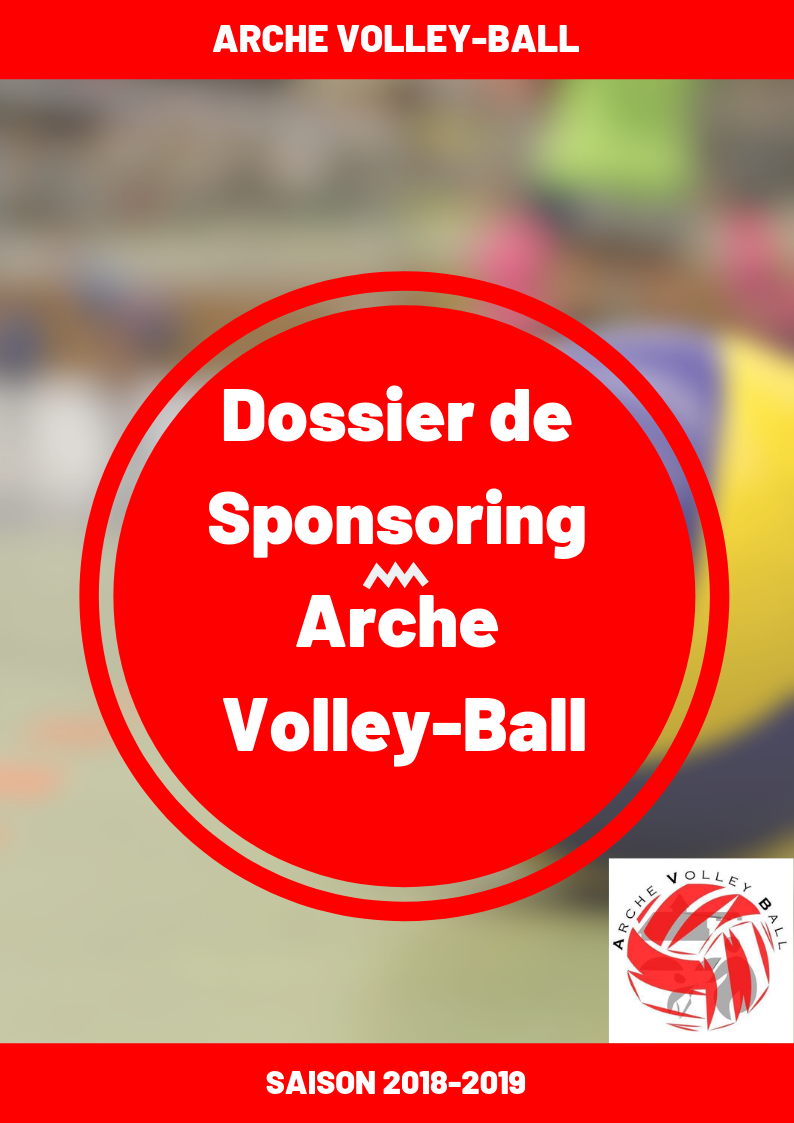 ARCHE VOLLEY-BALL
Dossier de
Sponsoring
Arche
Volley-Ball
ARCHE VOLLEY BALL
SAISON 2018-2019